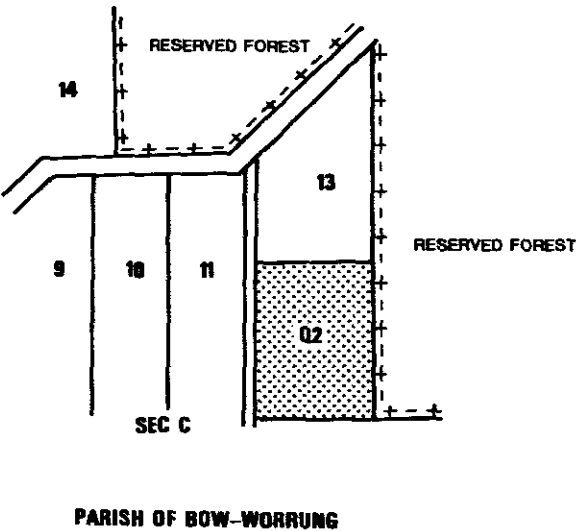 RESERVED FOREST
14
13
RESERVED FOREST
9
10
11
Q2
SEC C
PARISH OF BOW-WORRUNG